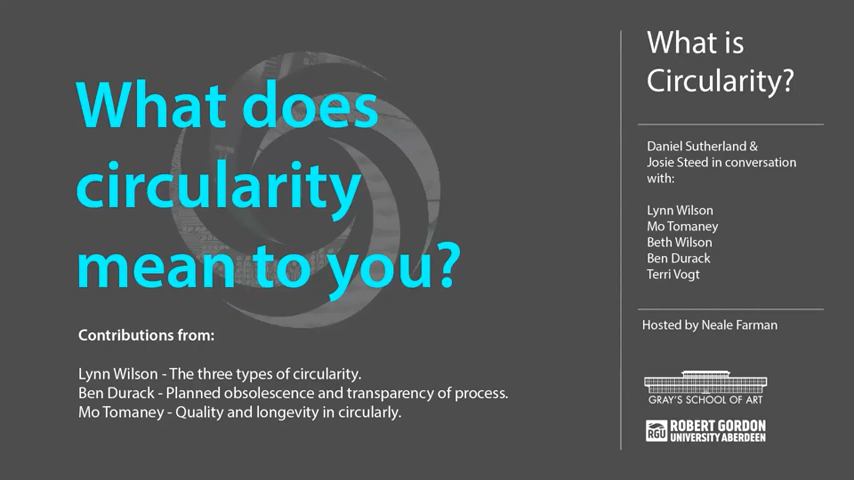 What does
circularity
mean to you?
Contributions from:
Lynn Wilson - The three types of circularity.
Ben Durack - Planned obsolescence and transparency of process.
Mo Tomaney - Quality and longevity in circularly.
What is
Circularity?
Daniel Sutherland &
Josie Steed in conversation
with:
Lynn Wilson
Mo Tomaney
Beth Wilson
Ben Durack
Terri Vogt
Hosted by Neale Farman
GRAY'S SCHOOL OF ART
RGU ROBERT GORDON
UNIVERSITY ABERDEEN